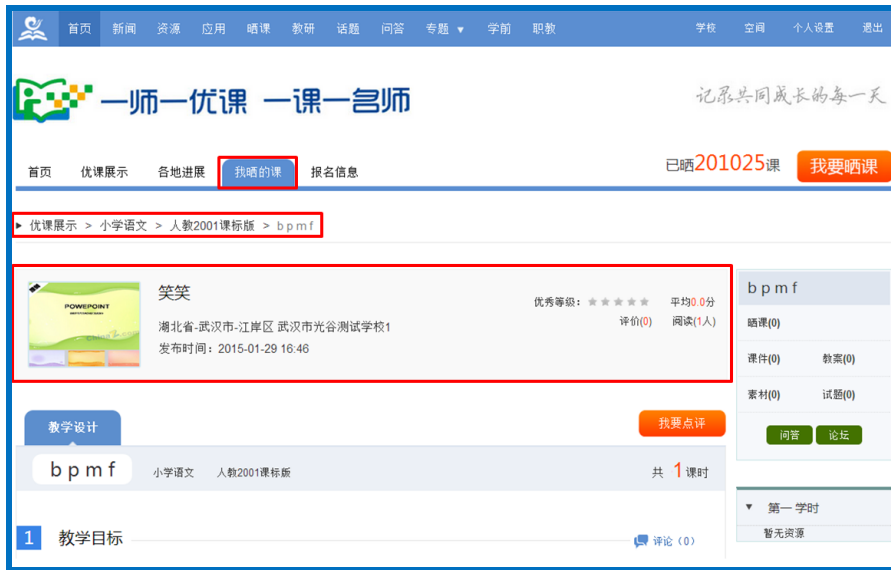 首页 新闻 资源 应用 晒课 教研 话题 问答 专题 ▼ 学前 职教 学校 空间 个人设置 退出
一师一优课 一课一名师
记录共同成长的每一天
首页 优课展示 各地进展 我晒的课 报名信息
已晒201025课 我要晒课
优课展示 > 小学语文 > 人教2001课标版 > b p m f
POWEPOINT
笑笑
湖北省-武汉市-江岸区 武汉市光谷测试学校1
发布时间：2015-01-29 16:46
优秀等级： 平均0.0分
评价(0) 阅读(1人)
b p m f
晒课(0)
课件(0) 教案(0)
素材(0) 试题(0)
问答 论坛
教学设计
我要点评
b p m f 小学语文 人教2001课标版 共 1 课时
▼ 第一学时
暂无资源
1 教学目标
评论（0）